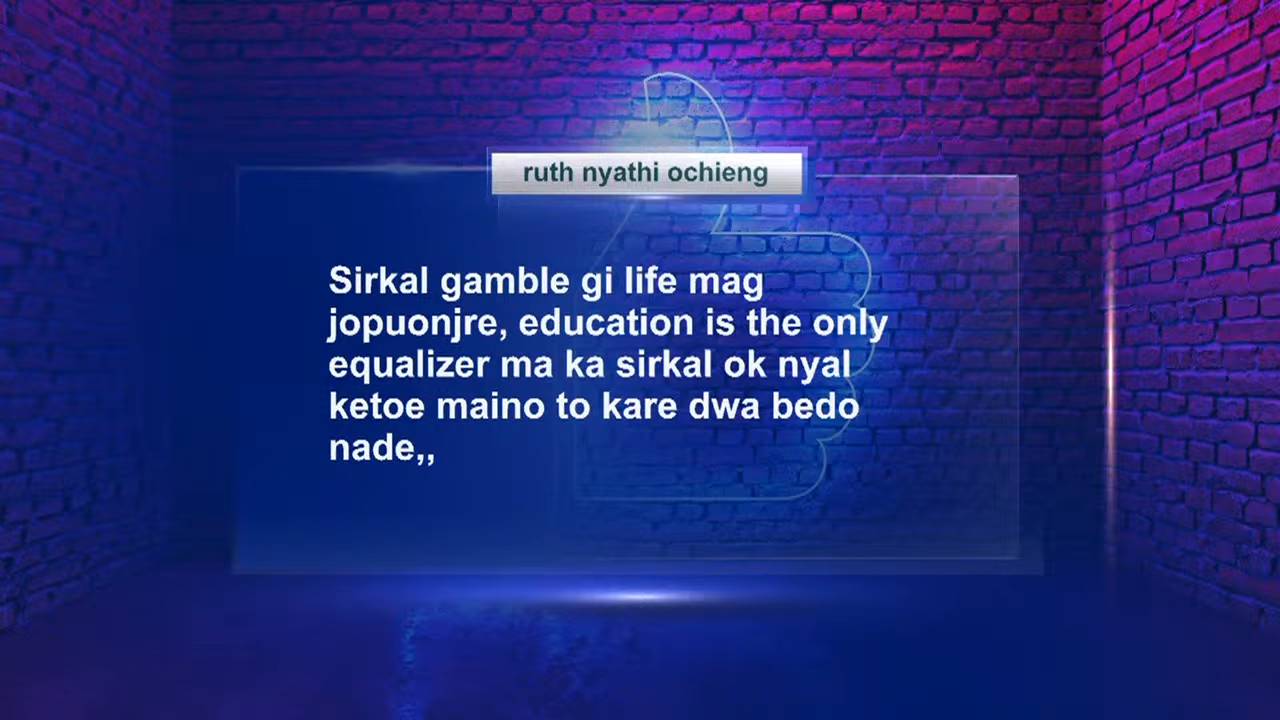 ruth nyathi ochieng
Sirkal gamble gi life mag
jopuonjre, education is the only
equalizer ma ka sirkal ok nyal
ketoe maino to kare dwa bedo
nade,,